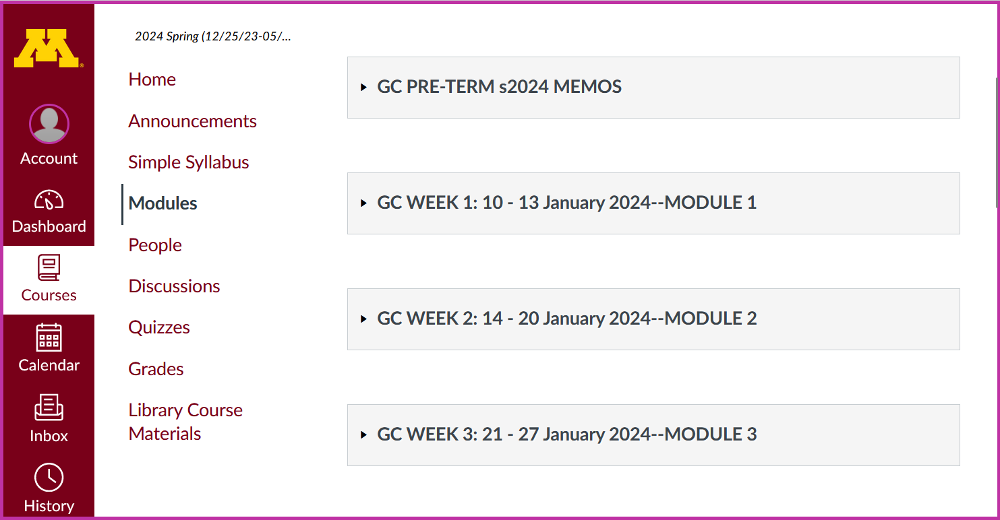 M
2024 Spring (12/25/23-05/...
Account
Dashboard
Courses
Calendar
Inbox
History
Home
Announcements
Simple Syllabus
Modules
People
Discussions
Quizzes
Grades
Library Course
Materials
GC PRE-TERM s2024 MEMOS
GC WEEK 1: 10 - 13 January 2024--MODULE 1
GC WEEK 2: 14 - 20 January 2024--MODULE 2
GC WEEK 3: 21 - 27 January 2024--MODULE 3